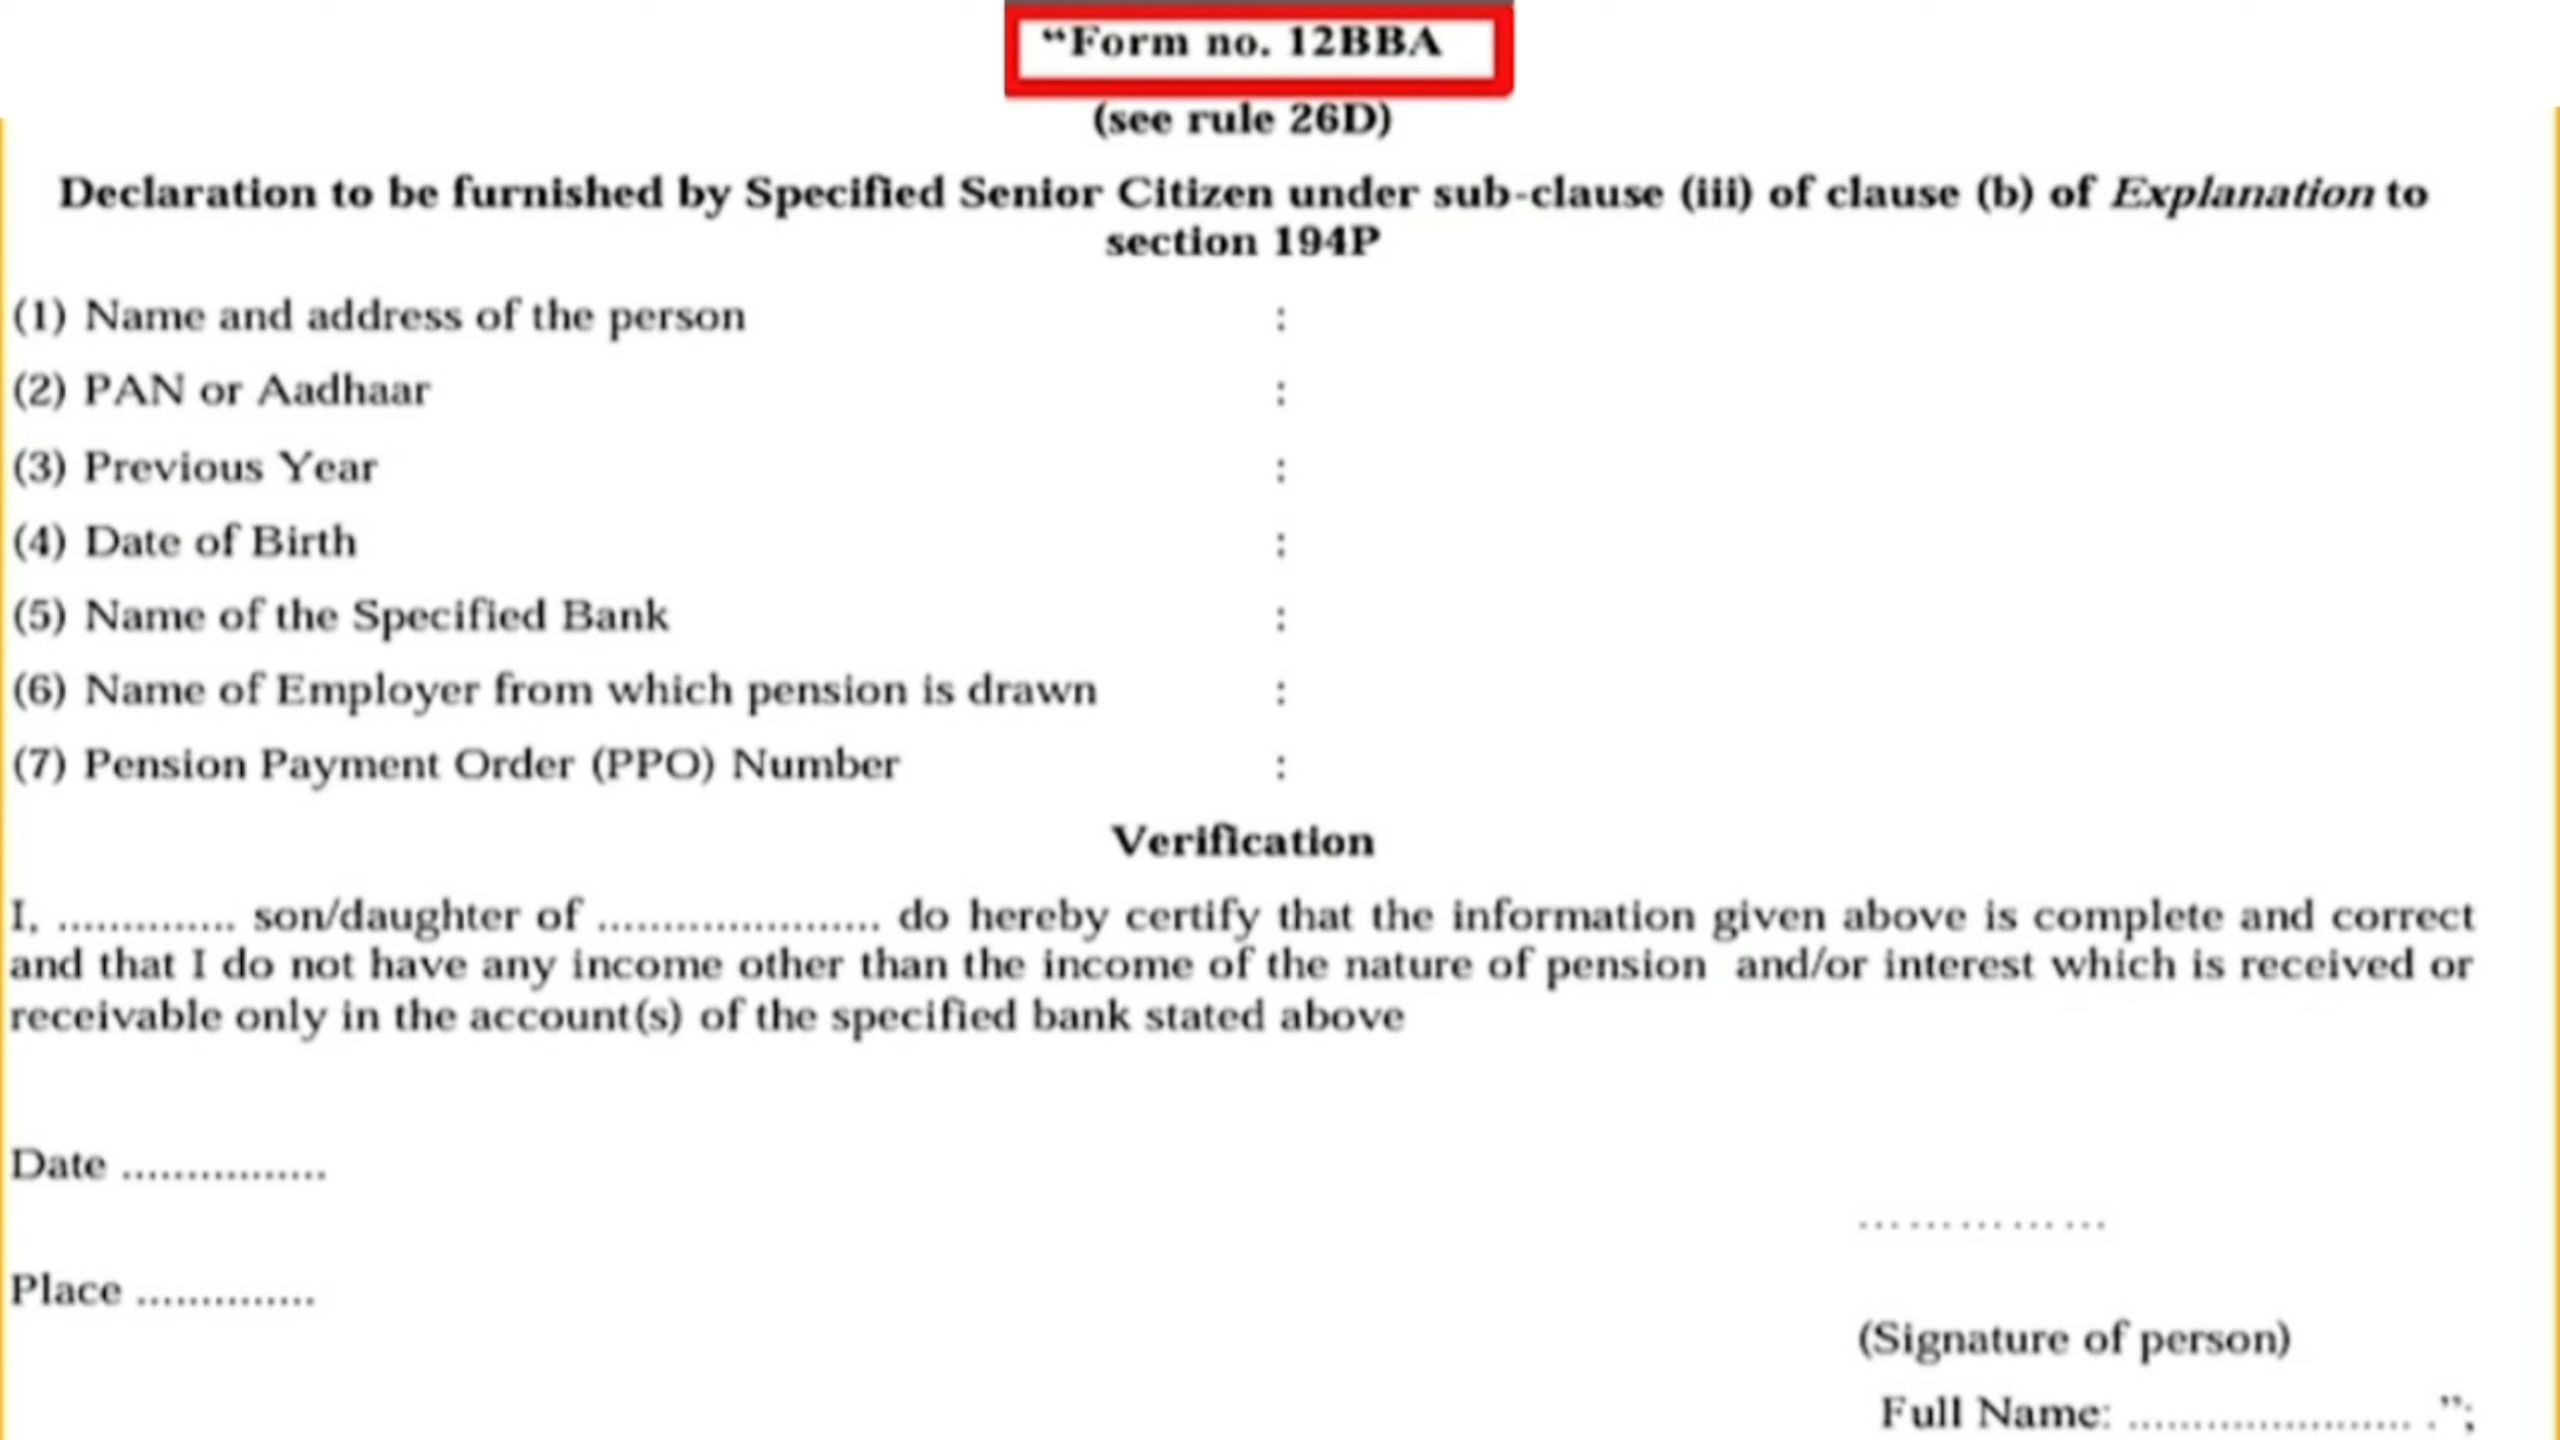 “Form no. 12BBA
(see rule 26D)
Declaration to be furnished by Specified Senior Citizen under sub-clause (iii) of clause (b) of Explanation to
section 194P
(1) Name and address of the person :
(2) PAN or Aadhaar :
(3) Previous Year :
(4) Date of Birth :
(5) Name of the Specified Bank :
(6) Name of Employer from which pension is drawn :
(7) Pension Payment Order (PPO) Number :
Verification
I, .............. son/daughter of ...................... do hereby certify that the information given above is complete and correct
and that I do not have any income other than the income of the nature of pension and/or interest which is received or
receivable only in the account(s) of the specified bank stated above
Date ................
……………
Place ..............
(Signature of person)
Full Name: ...................... .”;